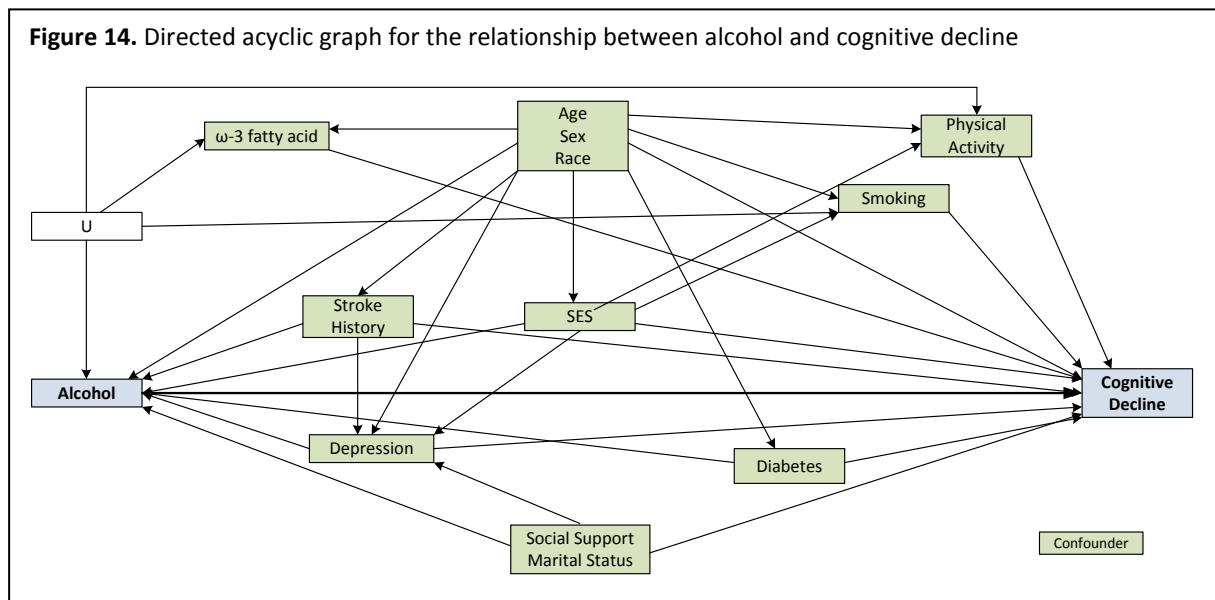 Figure 14. Directed acyclic graph for the relationship between alcohol and cognitive decline
Age
Sex
Race
ω-3 fatty acid
Physical
Activity
Smoking
U
Stroke
History
SES
Alcohol
Cognitive
Decline
Depression
Diabetes
Social Support
Marital Status
Confounder